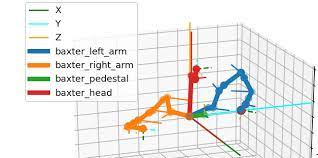 X
Y
Z
baxter_left_arm
baxter_right_arm
baxter_pedestal
baxter_head